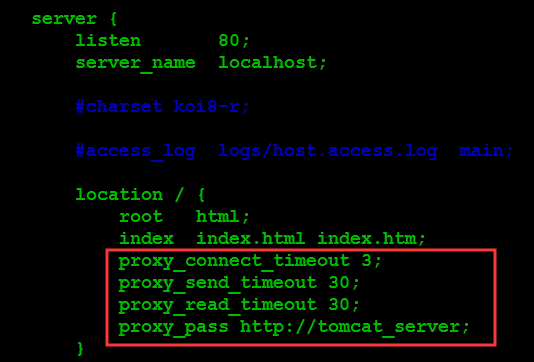 server {
listen 80;
server_name localhost;
#charset koi8-r;
#access_log logs/host.access.log main;
location / {
root html;
index index.html index.htm;
proxy_connect_timeout 3;
proxy_send_timeout 30;
proxy_read_timeout 30;
proxy_pass http://tomcat_server;
}